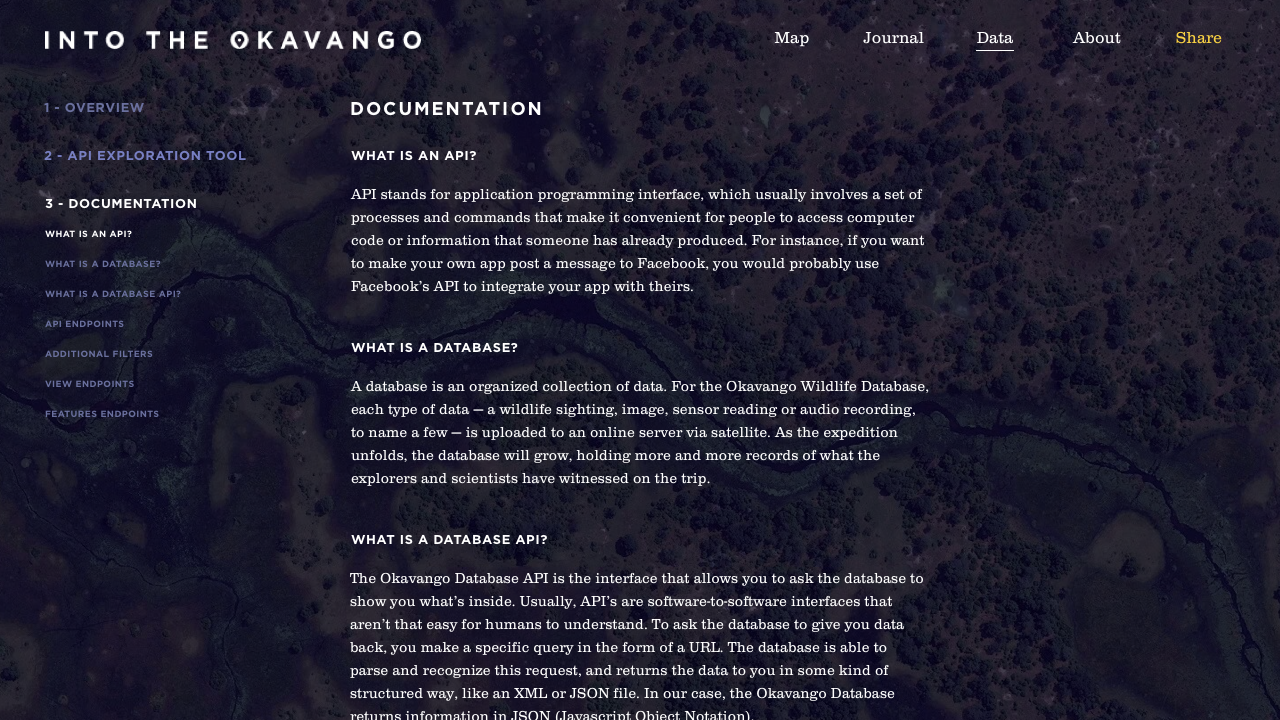 INTO THE OKAVANGO
Map Journal Data About Share
1 - OVERVIEW
2 - API EXPLORATION TOOL
3 - DOCUMENTATION
WHAT IS AN API?
WHAT IS A DATABASE?
WHAT IS A DATABASE API?
API ENDPOINTS
ADDITIONAL FILTERS
VIEW ENDPOINTS
FEATURES ENDPOINTS
DOCUMENTATION
WHAT IS AN API?
API stands for application programming interface, which usually involves a set of
processes and commands that make it convenient for people to access computer
code or information that someone has already produced. For instance, if you want
to make your own app post a message to Facebook, you would probably use
Facebook's API to integrate your app with theirs.
WHAT IS A DATABASE?
A database is an organized collection of data. For the Okavango Wildlife Database,
each type of data — a wildlife sighting, image, sensor reading or audio recording,
to name a few — is uploaded to an online server via satellite. As the expedition
unfolds, the database will grow, holding more and more records of what the
explorers and scientists have witnessed on the trip.
WHAT IS A DATABASE API?
The Okavango Database API is the interface that allows you to ask the database to
show you what's inside. Usually, API's are software-to-software interfaces that
aren't that easy for humans to understand. To ask the database to give you data
back, you make a specific query in the form of a URL. The database is able to
parse and recognize this request, and returns the data to you in some kind of
structured way, like an XML or JSON file. In our case, the Okavango Database
returns information in JSON (Javascript Object Notation).